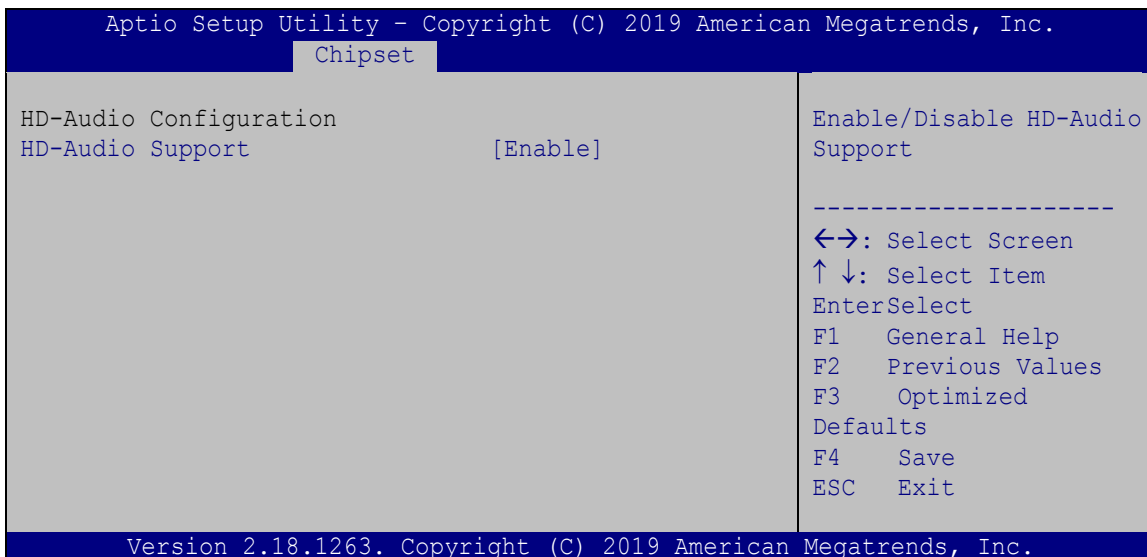 Aptio Setup Utility – Copyright (C) 2019 American Megatrends, Inc.
Chipset
HD-Audio Configuration
HD-Audio Support [Enable]
Enable/Disable HD-Audio
Support
---------------------
←→: Select Screen
↑ ↓: Select Item
EnterSelect
F1 General Help
F2 Previous Values
F3 Optimized
Defaults
F4 Save
ESC Exit
Version 2.18.1263. Copyright (C) 2019 American Megatrends, Inc.